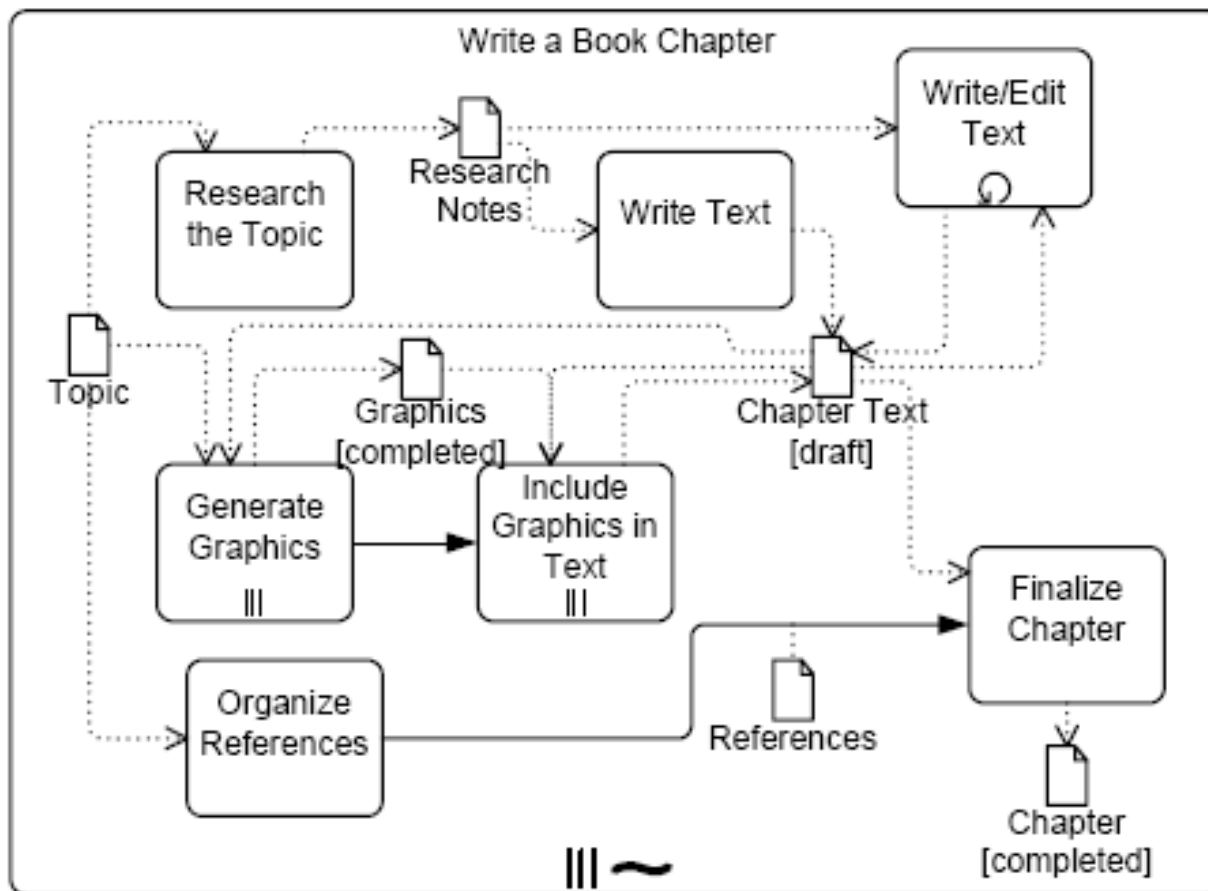 Write a Book Chapter
Write/Edit
Text
Research
Notes
Research
the Topic
Write Text
Topic
Graphics
[completed]
Chapter Text
[draft]
Generate
Graphics
Include
Graphics in
Text
Finalize
Chapter
Organize
References
References
Chapter
[completed]